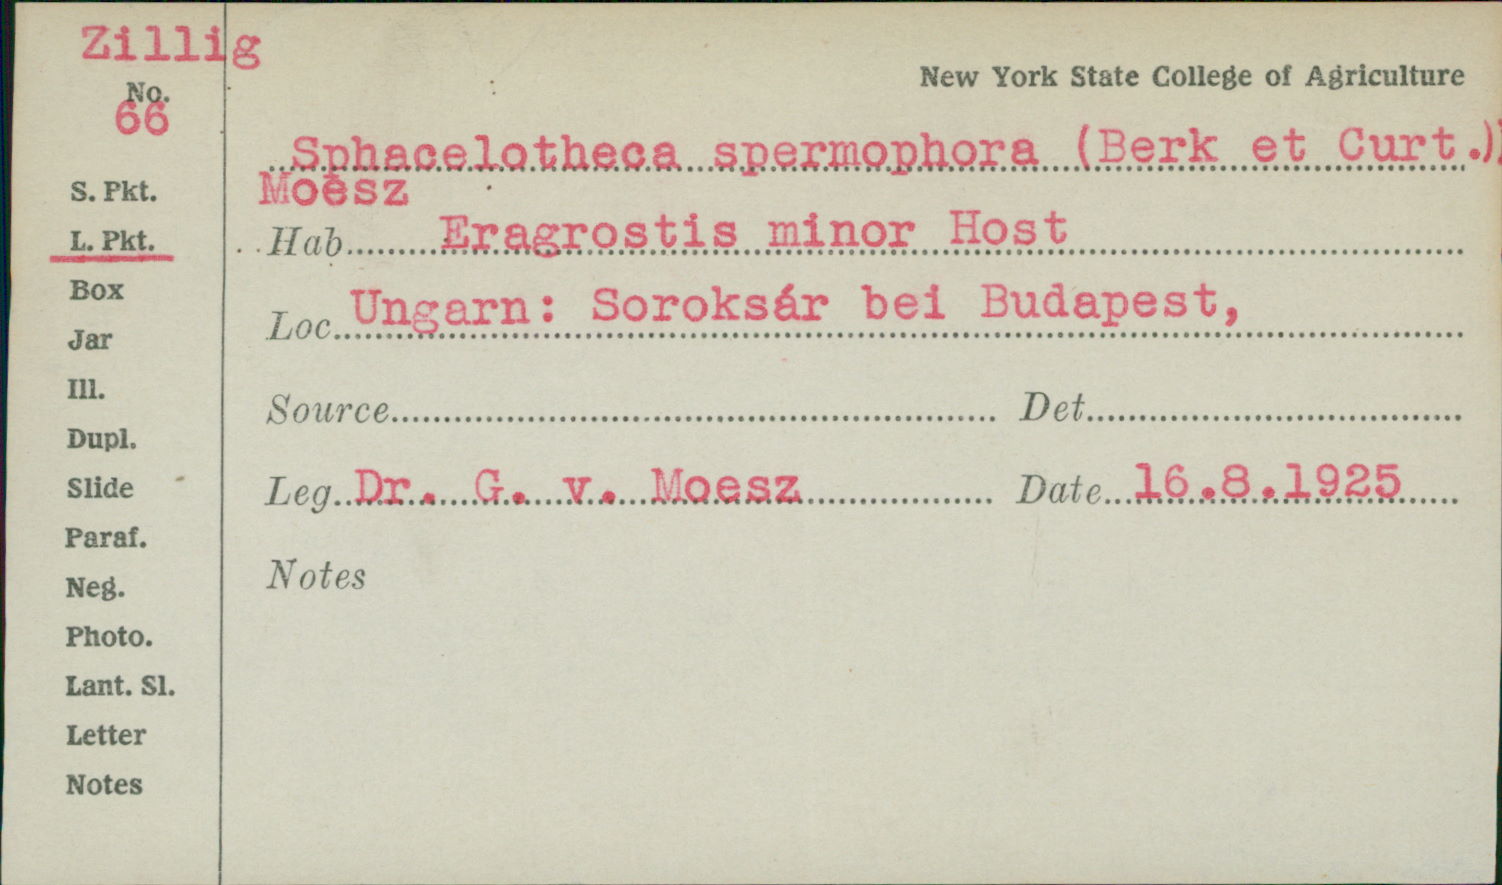 Zillig
New York State College of Agriculture
No.
66
Sphacelotheca spermophora (Berk et Curt.)
Moesz
S. Pkt.
L. Pkt.
Hab. Eragrostis minor Host
Box
Loc. Ungarn: Soroksár bei Budapest,
Jar
Ill.
Source Det.
Dupl.
Slide
Leg. Dr. G. v. Moesz Date 16.8.1925
Paraf.
Notes
Neg.
Photo.
Lant. Sl.
Letter
Notes